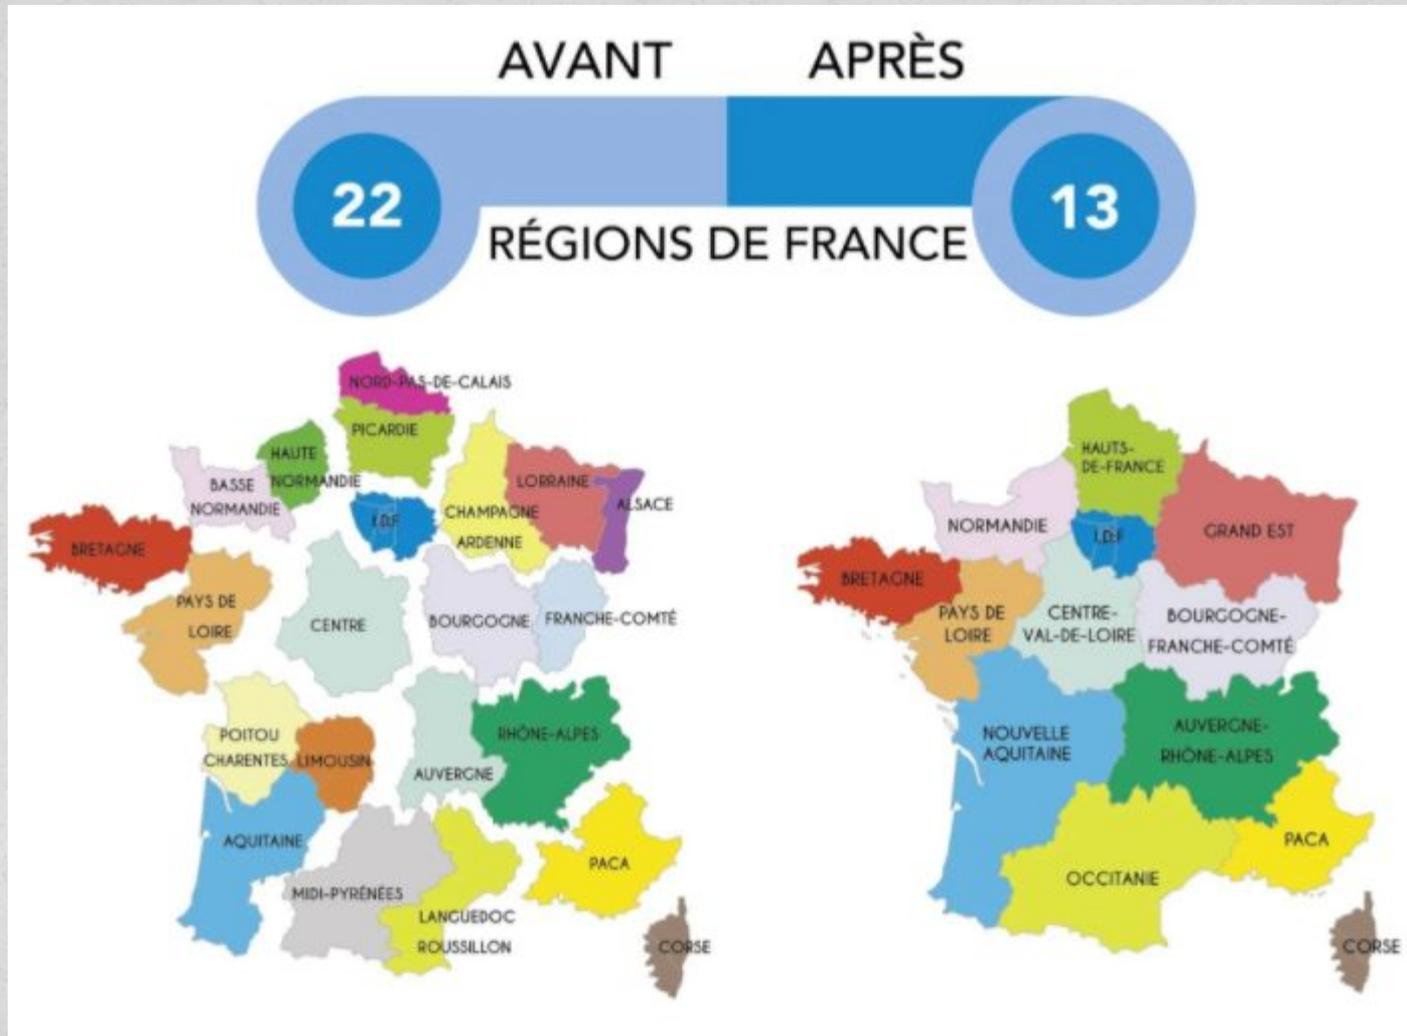 AVANT APRÈS
22 13
RÉGIONS DE FRANCE
NORD-PAS-DE-CALAIS
PICARDIE
HAUTE
NORMANDIE
BASSE
NORMANDIE
I.D.F
CHAMPAGNE
ARDENNE
LORRAINE
ALSACE
BRETAGNE
PAYS DE
LOIRE
CENTRE
BOURGOGNE
FRANCHE-COMTÉ
POITOU
CHARENTES
LIMOUSIN
AUVERGNE
RHÔNE-ALPES
AQUITAINE
MIDI-PYRÉNÉES
LANGUEDOC
ROUSSILLON
PACA
CORSE
HAUTS-
DE-FRANCE
NORMANDIE
I.D.F
GRAND EST
BRETAGNE
PAYS DE
LOIRE
CENTRE-
VAL-DE-LOIRE
BOURGOGNE-
FRANCHE-COMTÉ
NOUVELLE
AQUITAINE
AUVERGNE-
RHÔNE-ALPES
OCCITANIE
PACA
CORSE